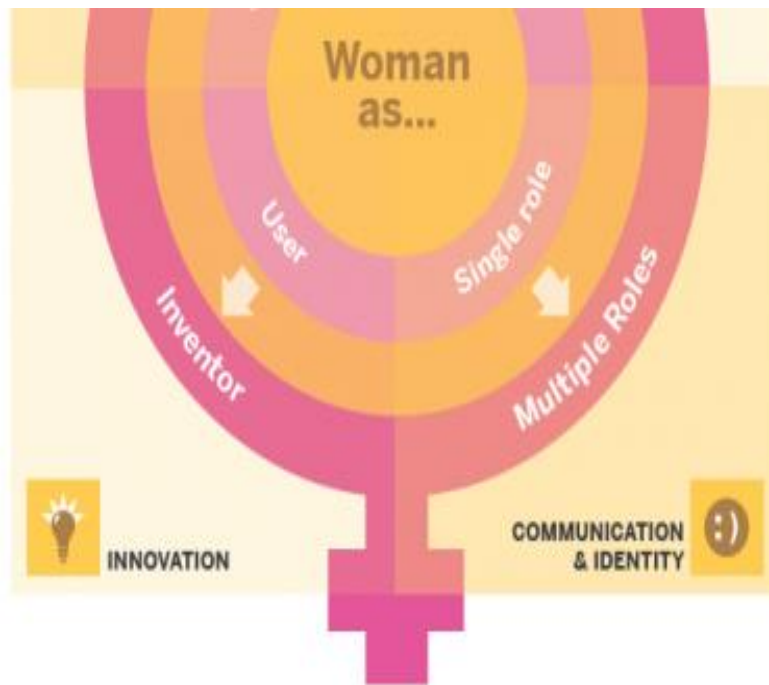 Woman
as...
User
Single role
Inventor
Multiple Roles
INNOVATION
COMMUNICATION
& IDENTITY
:)